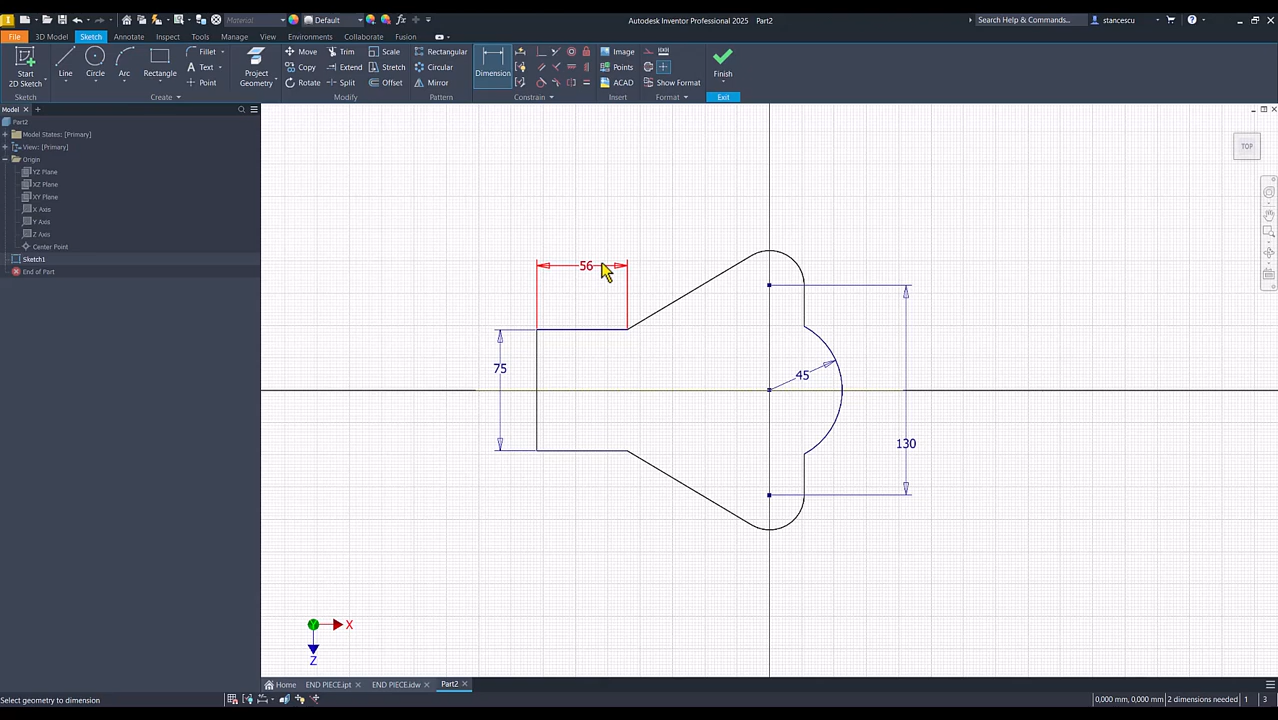 Material
Default
Autodesk Inventor Professional 2025 Part2
Search Help & Commands...
stancescu
File
3D Model
Sketch
Annotate
Inspect
Tools
Manage
View
Environments
Collaborate
Fusion
Start
2D Sketch
Line
Circle
Arc
Rectangle
Fillet
Text
Point
Project
Geometry
Move
Copy
Rotate
Trim
Extend
Split
Scale
Stretch
Offset
Rectangular
Circular
Mirror
Dimension
Image
Points
ACAD
Show Format
Finish
Sketch
Create
Modify
Pattern
Constrain
Insert
Format
Exit
Model
Part2
Model States: [Primary]
View: [Primary]
Origin
YZ Plane
XZ Plane
XY Plane
X Axis
Y Axis
Z Axis
Center Point
Sketch1
End of Part
TOP
56
75
45
130
Y
X
Z
Home
END PIECE.ipt
END PIECE.idw
Part2
Select geometry to dimension
0,000 mm, 0,000 mm
2 dimensions needed
1
3